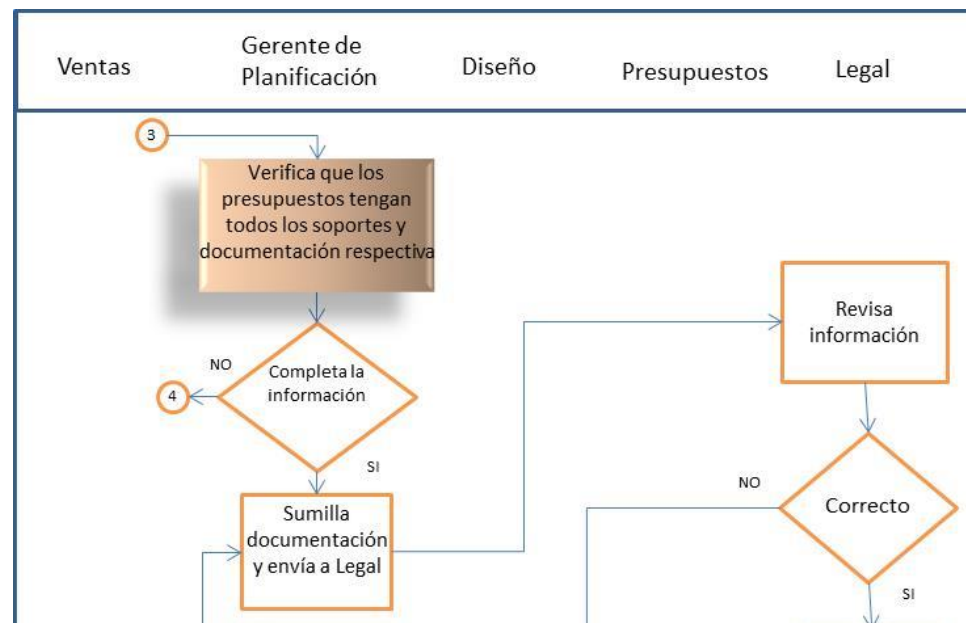 Ventas
Gerente de
Planificación
Diseño
Presupuestos
Legal
3
Verifica que los
presupuestos tengan
todos los soportes y
documentación respectiva
Revisa
información
NO
Completa la
información
4
SI
NO
Correcto
Sumilla
documentación
y envía a Legal
SI